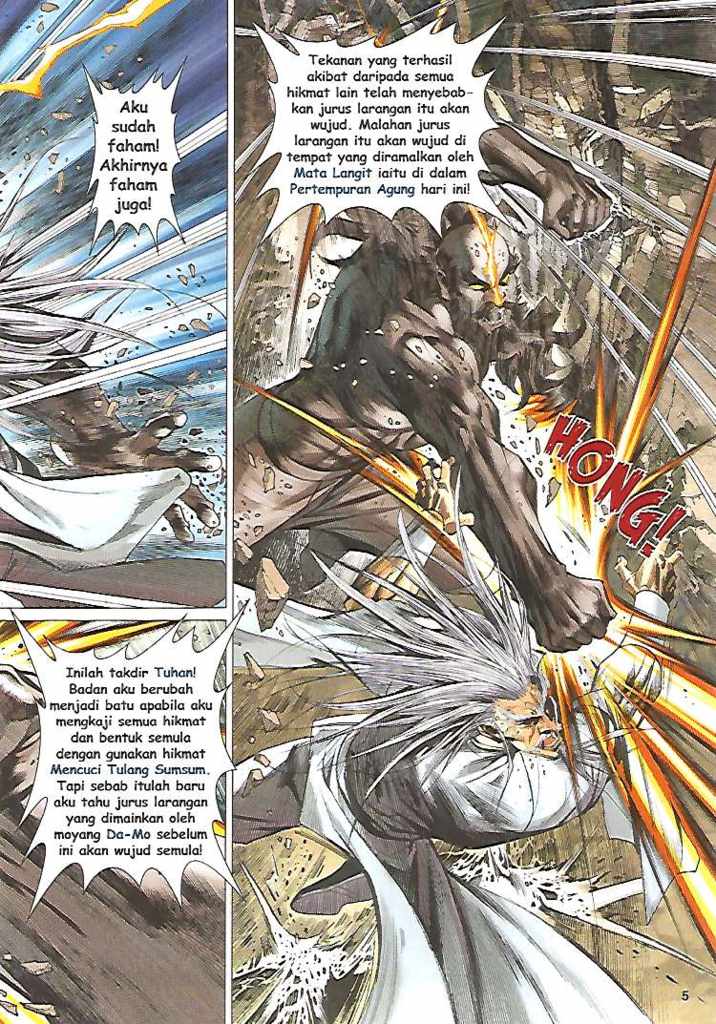 Aku
sudah
faham!
Akhirnya
faham
juga!
Inilah takdir Tuhan!
Badan aku berubah
menjadi batu apabila aku
mengkaji semua hikmat
dan bentuk semula
dengan gunakan hikmat
Mencuci Tulang Sumsum.
Tapi sebab itulah baru
aku tahu jurus larangan
yang dimainkan oleh
moyang Da-Mo sebelum
ini akan wujud semula!
Tekanan yang terhasil
akibat daripada semua
hikmat lain telah menyebab-
kan jurus larangan itu akan
wujud. Malahan jurus
larangan itu akan wujud di
tempat yang diramalkan oleh
Mata Langit iaitu di dalam
Pertempuran Agung hari ini!
HONG!
5